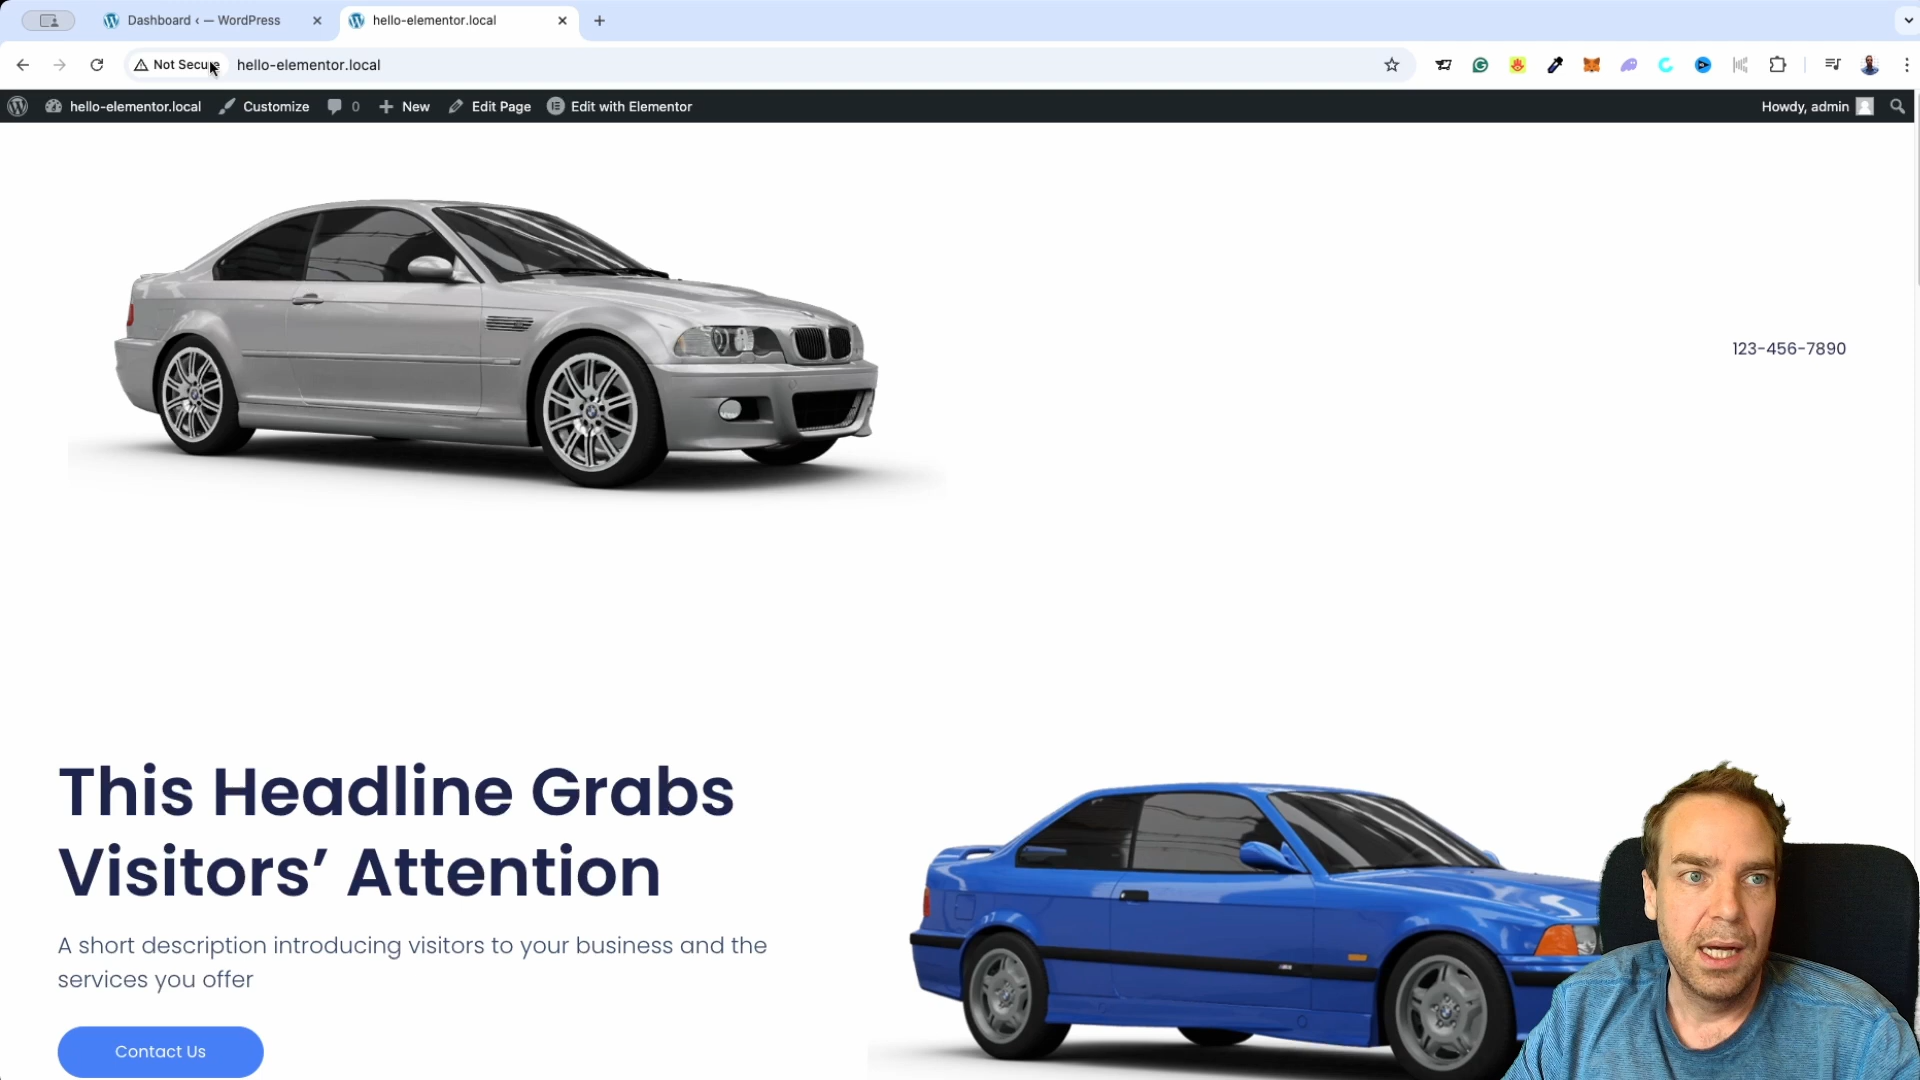 Dashboard ‹ — WordPress
hello-elementor.local
Not Secure
hello-elementor.local
hello-elementor.local
Customize
0
New
Edit Page
Edit with Elementor
Howdy, admin
123-456-7890
This Headline Grabs
Visitors’ Attention
A short description introducing visitors to your business and the
services you offer
Contact Us